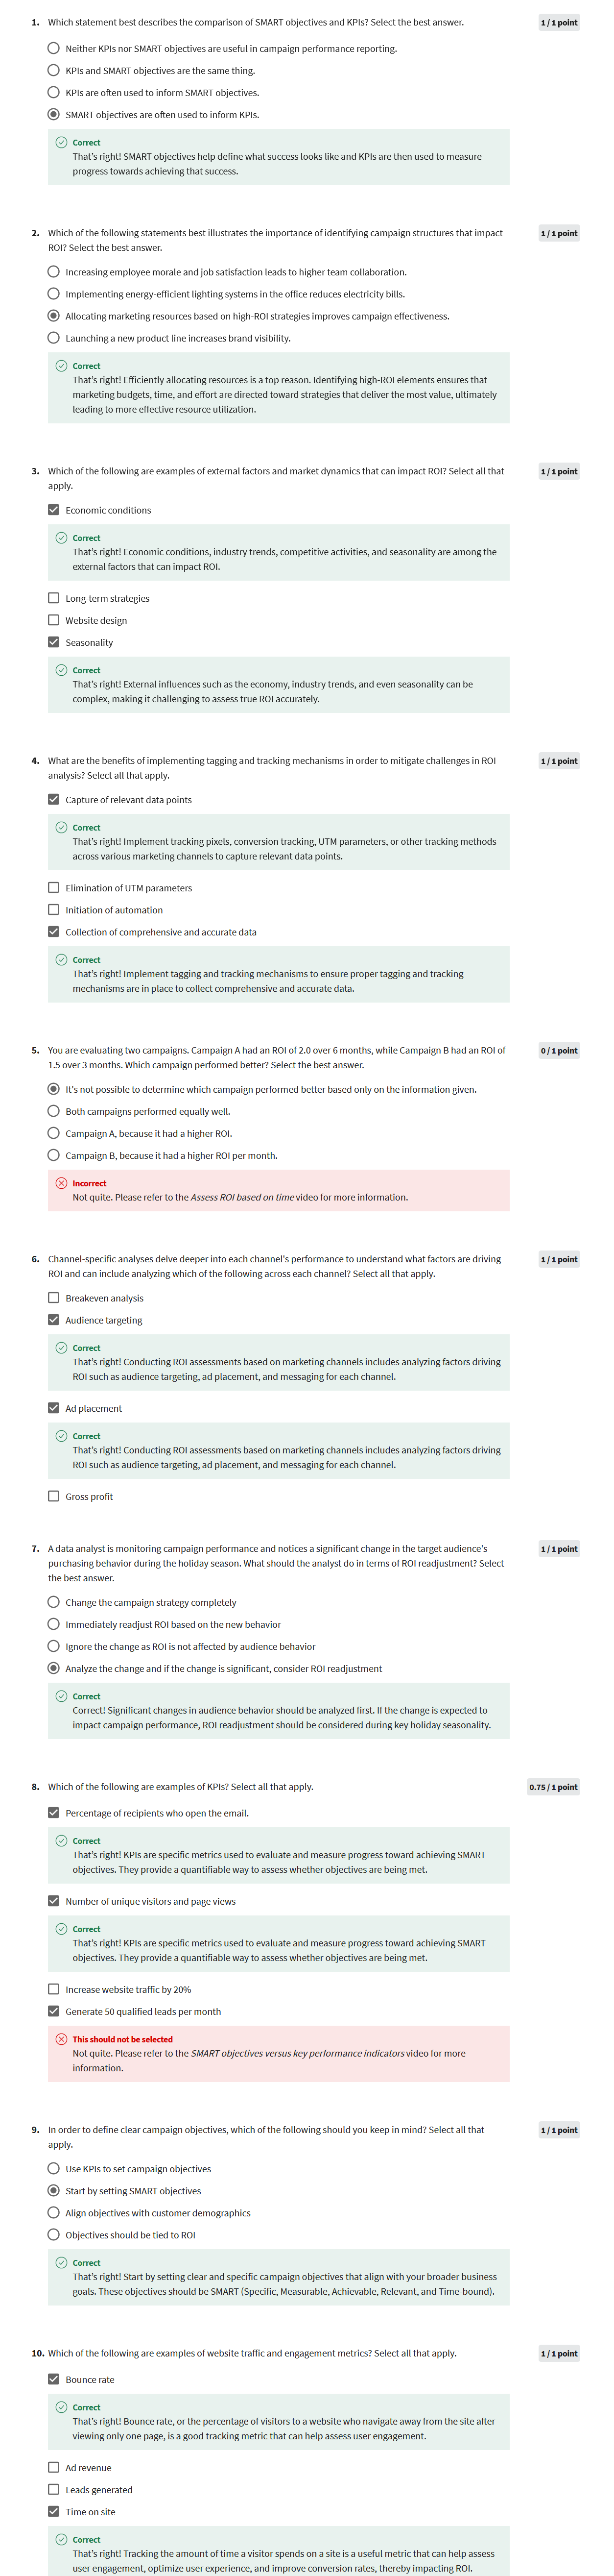 1. Which statement best describes the comparison of SMART objectives and KPIs? Select the best answer.
1 / 1 point
Neither KPIs nor SMART objectives are useful in campaign performance reporting.
KPIs and SMART objectives are the same thing.
KPIs are often used to inform SMART objectives.
SMART objectives are often used to inform KPIs.
Correct
That's right! SMART objectives help define what success looks like and KPIs are then used to measure
progress towards achieving that success.
2. Which of the following statements best illustrates the importance of identifying campaign structures that impact
ROI? Select the best answer.
1 / 1 point
Increasing employee morale and job satisfaction leads to higher team collaboration.
Implementing energy-efficient lighting systems in the office reduces electricity bills.
Allocating marketing resources based on high-ROI strategies improves campaign effectiveness.
Launching a new product line increases brand visibility.
Correct
That's right! Efficiently allocating resources is a top reason. Identifying high-ROI elements ensures that
marketing budgets, time, and effort are directed toward strategies that deliver the most value, ultimately
leading to more effective resource utilization.
3. Which of the following are examples of external factors and market dynamics that can impact ROI? Select all that
apply.
1 / 1 point
Economic conditions
Correct
That's right! Economic conditions, industry trends, competitive activities, and seasonality are among the
external factors that can impact ROI.
Long-term strategies
Website design
Seasonality
Correct
That's right! External influences such as the economy, industry trends, and even seasonality can be
complex, making it challenging to assess true ROI accurately.
4. What are the benefits of implementing tagging and tracking mechanisms in order to mitigate challenges in ROI
analysis? Select all that apply.
1 / 1 point
Capture of relevant data points
Correct
That's right! Implement tracking pixels, conversion tracking, UTM parameters, or other tracking methods
across various marketing channels to capture relevant data points.
Elimination of UTM parameters
Initiation of automation
Collection of comprehensive and accurate data
Correct
That's right! Implement tagging and tracking mechanisms to ensure proper tagging and tracking
mechanisms are in place to collect comprehensive and accurate data.
5. You are evaluating two campaigns. Campaign A had an ROI of 2.0 over 6 months, while Campaign B had an ROI of
1.5 over 3 months. Which campaign performed better? Select the best answer.
0 / 1 point
It's not possible to determine which campaign performed better based only on the information given.
Both campaigns performed equally well.
Campaign A, because it had a higher ROI.
Campaign B, because it had a higher ROI per month.
Incorrect
Not quite. Please refer to the Assess ROI based on time video for more information.
6. Channel-specific analyses delve deeper into each channel's performance to understand what factors are driving
ROI and can include analyzing which of the following across each channel? Select all that apply.
1 / 1 point
Breakeven analysis
Audience targeting
Correct
That's right! Conducting ROI assessments based on marketing channels includes analyzing factors driving
ROI such as audience targeting, ad placement, and messaging for each channel.
Ad placement
Correct
That's right! Conducting ROI assessments based on marketing channels includes analyzing factors driving
ROI such as audience targeting, ad placement, and messaging for each channel.
Gross profit
7. A data analyst is monitoring campaign performance and notices a significant change in the target audience's
purchasing behavior during the holiday season. What should the analyst do in terms of ROI readjustment? Select
the best answer.
1 / 1 point
Change the campaign strategy completely
Immediately readjust ROI based on the new behavior
Ignore the change as ROI is not affected by audience behavior
Analyze the change and if the change is significant, consider ROI readjustment
Correct
Correct! Significant changes in audience behavior should be analyzed first. If the change is expected to
impact campaign performance, ROI readjustment should be considered during key holiday seasonality.
8. Which of the following are examples of KPIs? Select all that apply.
0.75 / 1 point
Percentage of recipients who open the email.
Correct
That's right! KPIs are specific metrics used to evaluate and measure progress toward achieving SMART
objectives. They provide a quantifiable way to assess whether objectives are being met.
Number of unique visitors and page views
Correct
That's right! KPIs are specific metrics used to evaluate and measure progress toward achieving SMART
objectives. They provide a quantifiable way to assess whether objectives are being met.
Increase website traffic by 20%
Generate 50 qualified leads per month
This should not be selected
Not quite. Please refer to the SMART objectives versus key performance indicators video for more
information.
9. In order to define clear campaign objectives, which of the following should you keep in mind? Select all that
apply.
1 / 1 point
Use KPIs to set campaign objectives
Start by setting SMART objectives
Align objectives with customer demographics
Objectives should be tied to ROI
Correct
That's right! Start by setting clear and specific campaign objectives that align with your broader business
goals. These objectives should be SMART (Specific, Measurable, Achievable, Relevant, and Time-bound).
10. Which of the following are examples of website traffic and engagement metrics? Select all that apply.
1 / 1 point
Bounce rate
Correct
That's right! Bounce rate, or the percentage of visitors to a website who navigate away from the site after
viewing only one page, is a good tracking metric that can help assess user engagement.
Ad revenue
Leads generated
Time on site
Correct
That's right! Tracking the amount of time a visitor spends on a site is a useful metric that can help assess
user engagement, optimize user experience, and improve conversion rates, thereby impacting ROI.